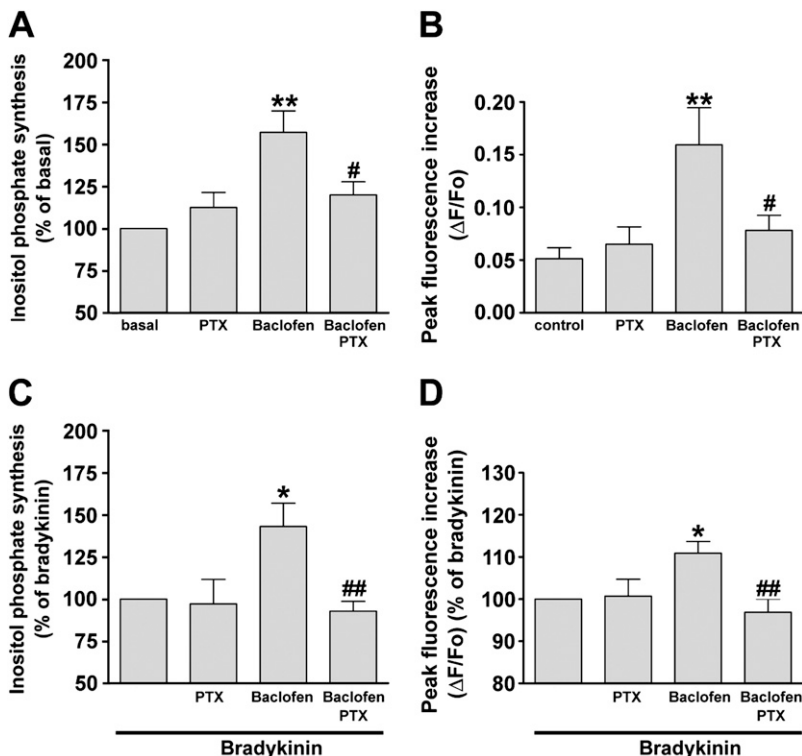 A
Inositol phosphate synthesis
(% of basal)
200
175
150
125
100
75
50
**
#
basal
PTX
Baclofen
Baclofen
PTX
B
Peak fluorescence increase
(ΔF/Fo)
0.20
0.15
0.10
0.05
0.00
**
#
control
PTX
Baclofen
Baclofen
PTX
C
Inositol phosphate synthesis
(% of bradykinin)
200
175
150
125
100
75
50
*
##
PTX
Baclofen
Baclofen
PTX
Bradykinin
D
Peak fluorescence increase
(ΔF/Fo) (% of bradykinin)
130
120
110
100
90
80
*
##
PTX
Baclofen
Baclofen
PTX
Bradykinin